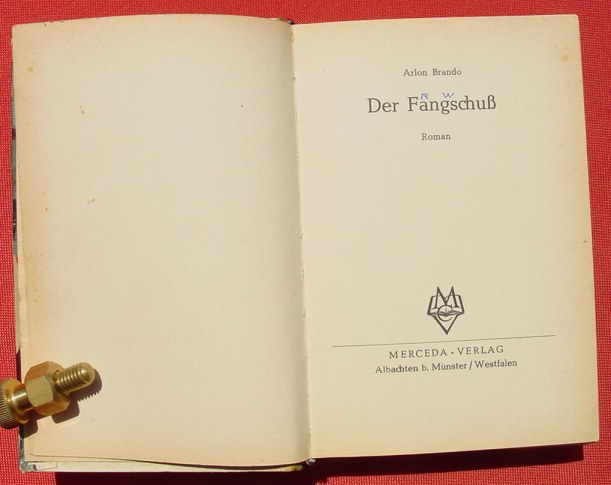 Arlon Brando
R W
Der Fangschuß
Roman
MERCEDA-VERLAG
Albachten b. Münster/Westfalen